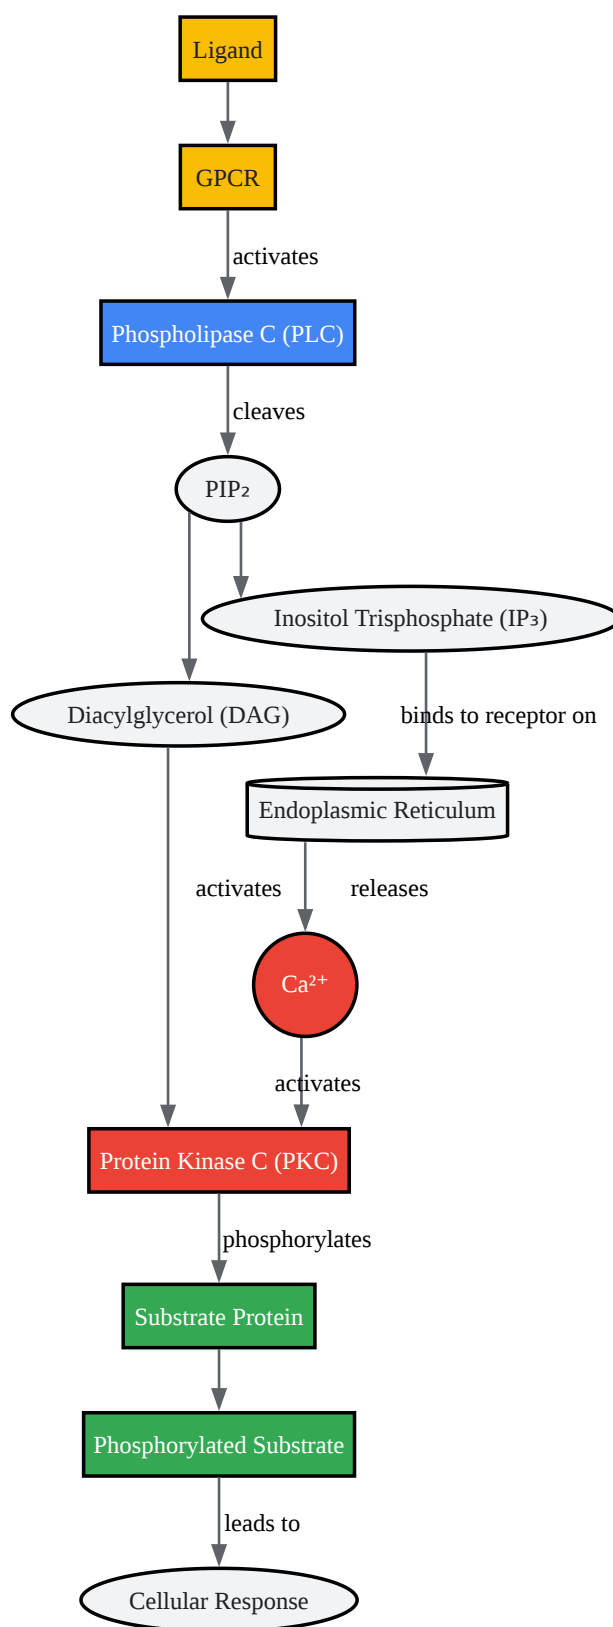 Ligand
GPCR
activates
Phospholipase C (PLC)
cleaves
PIP₂
Inositol Trisphosphate (IP₃)
Diacylglycerol (DAG)
binds to receptor on
Endoplasmic Reticulum
activates
releases
Ca²⁺
activates
Protein Kinase C (PKC)
phosphorylates
Substrate Protein
Phosphorylated Substrate
leads to
Cellular Response